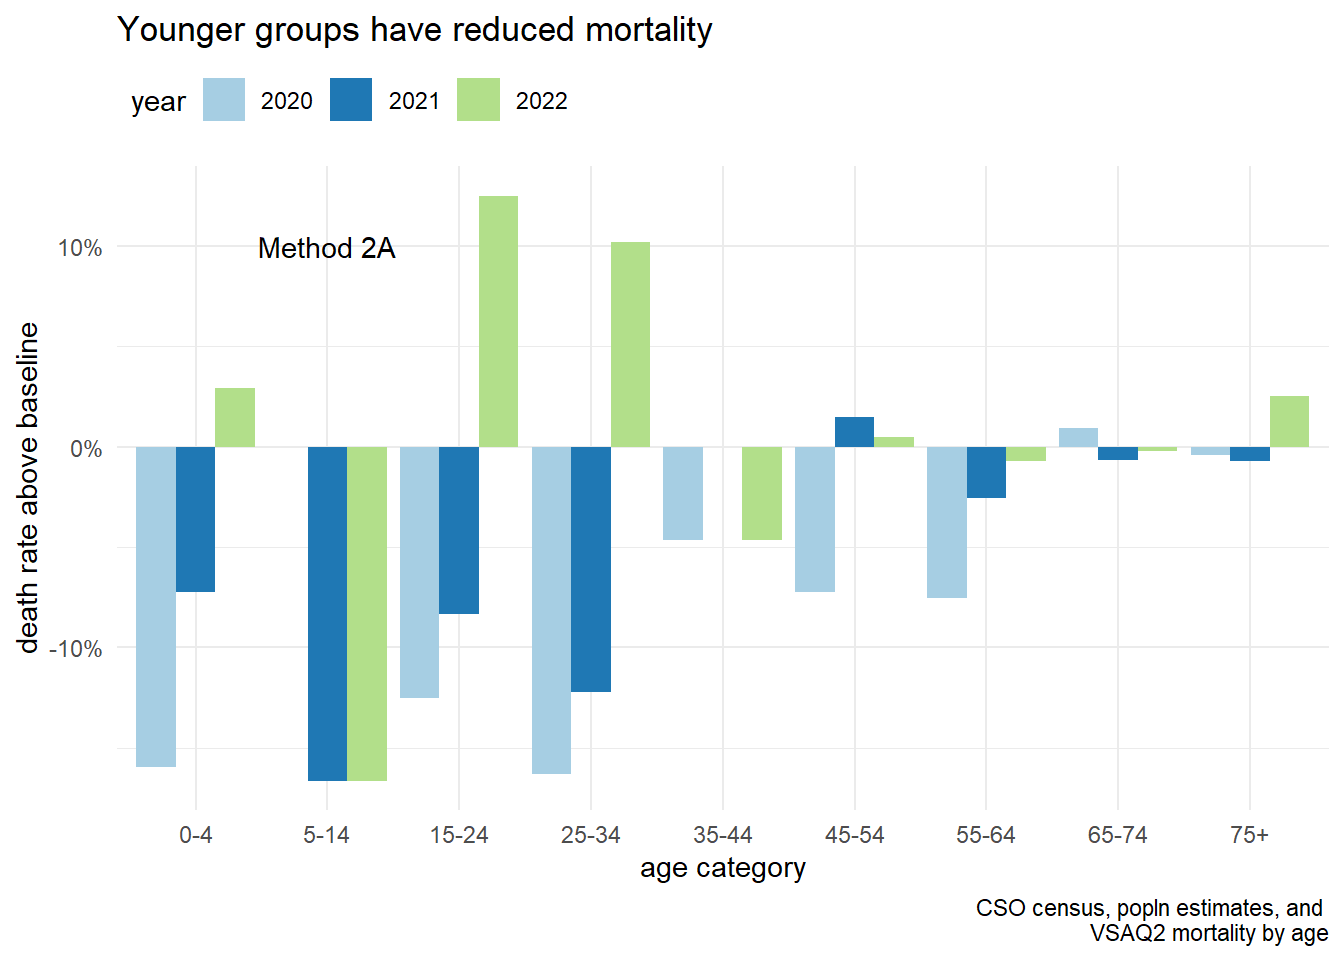 Younger groups have reduced mortality
year 2020 2021 2022
Method 2A
death rate above baseline
10%
0%
-10%
0-4 5-14 15-24 25-34 35-44 45-54 55-64 65-74 75+
age category
CSO census, popln estimates, and
VSAQ2 mortality by age